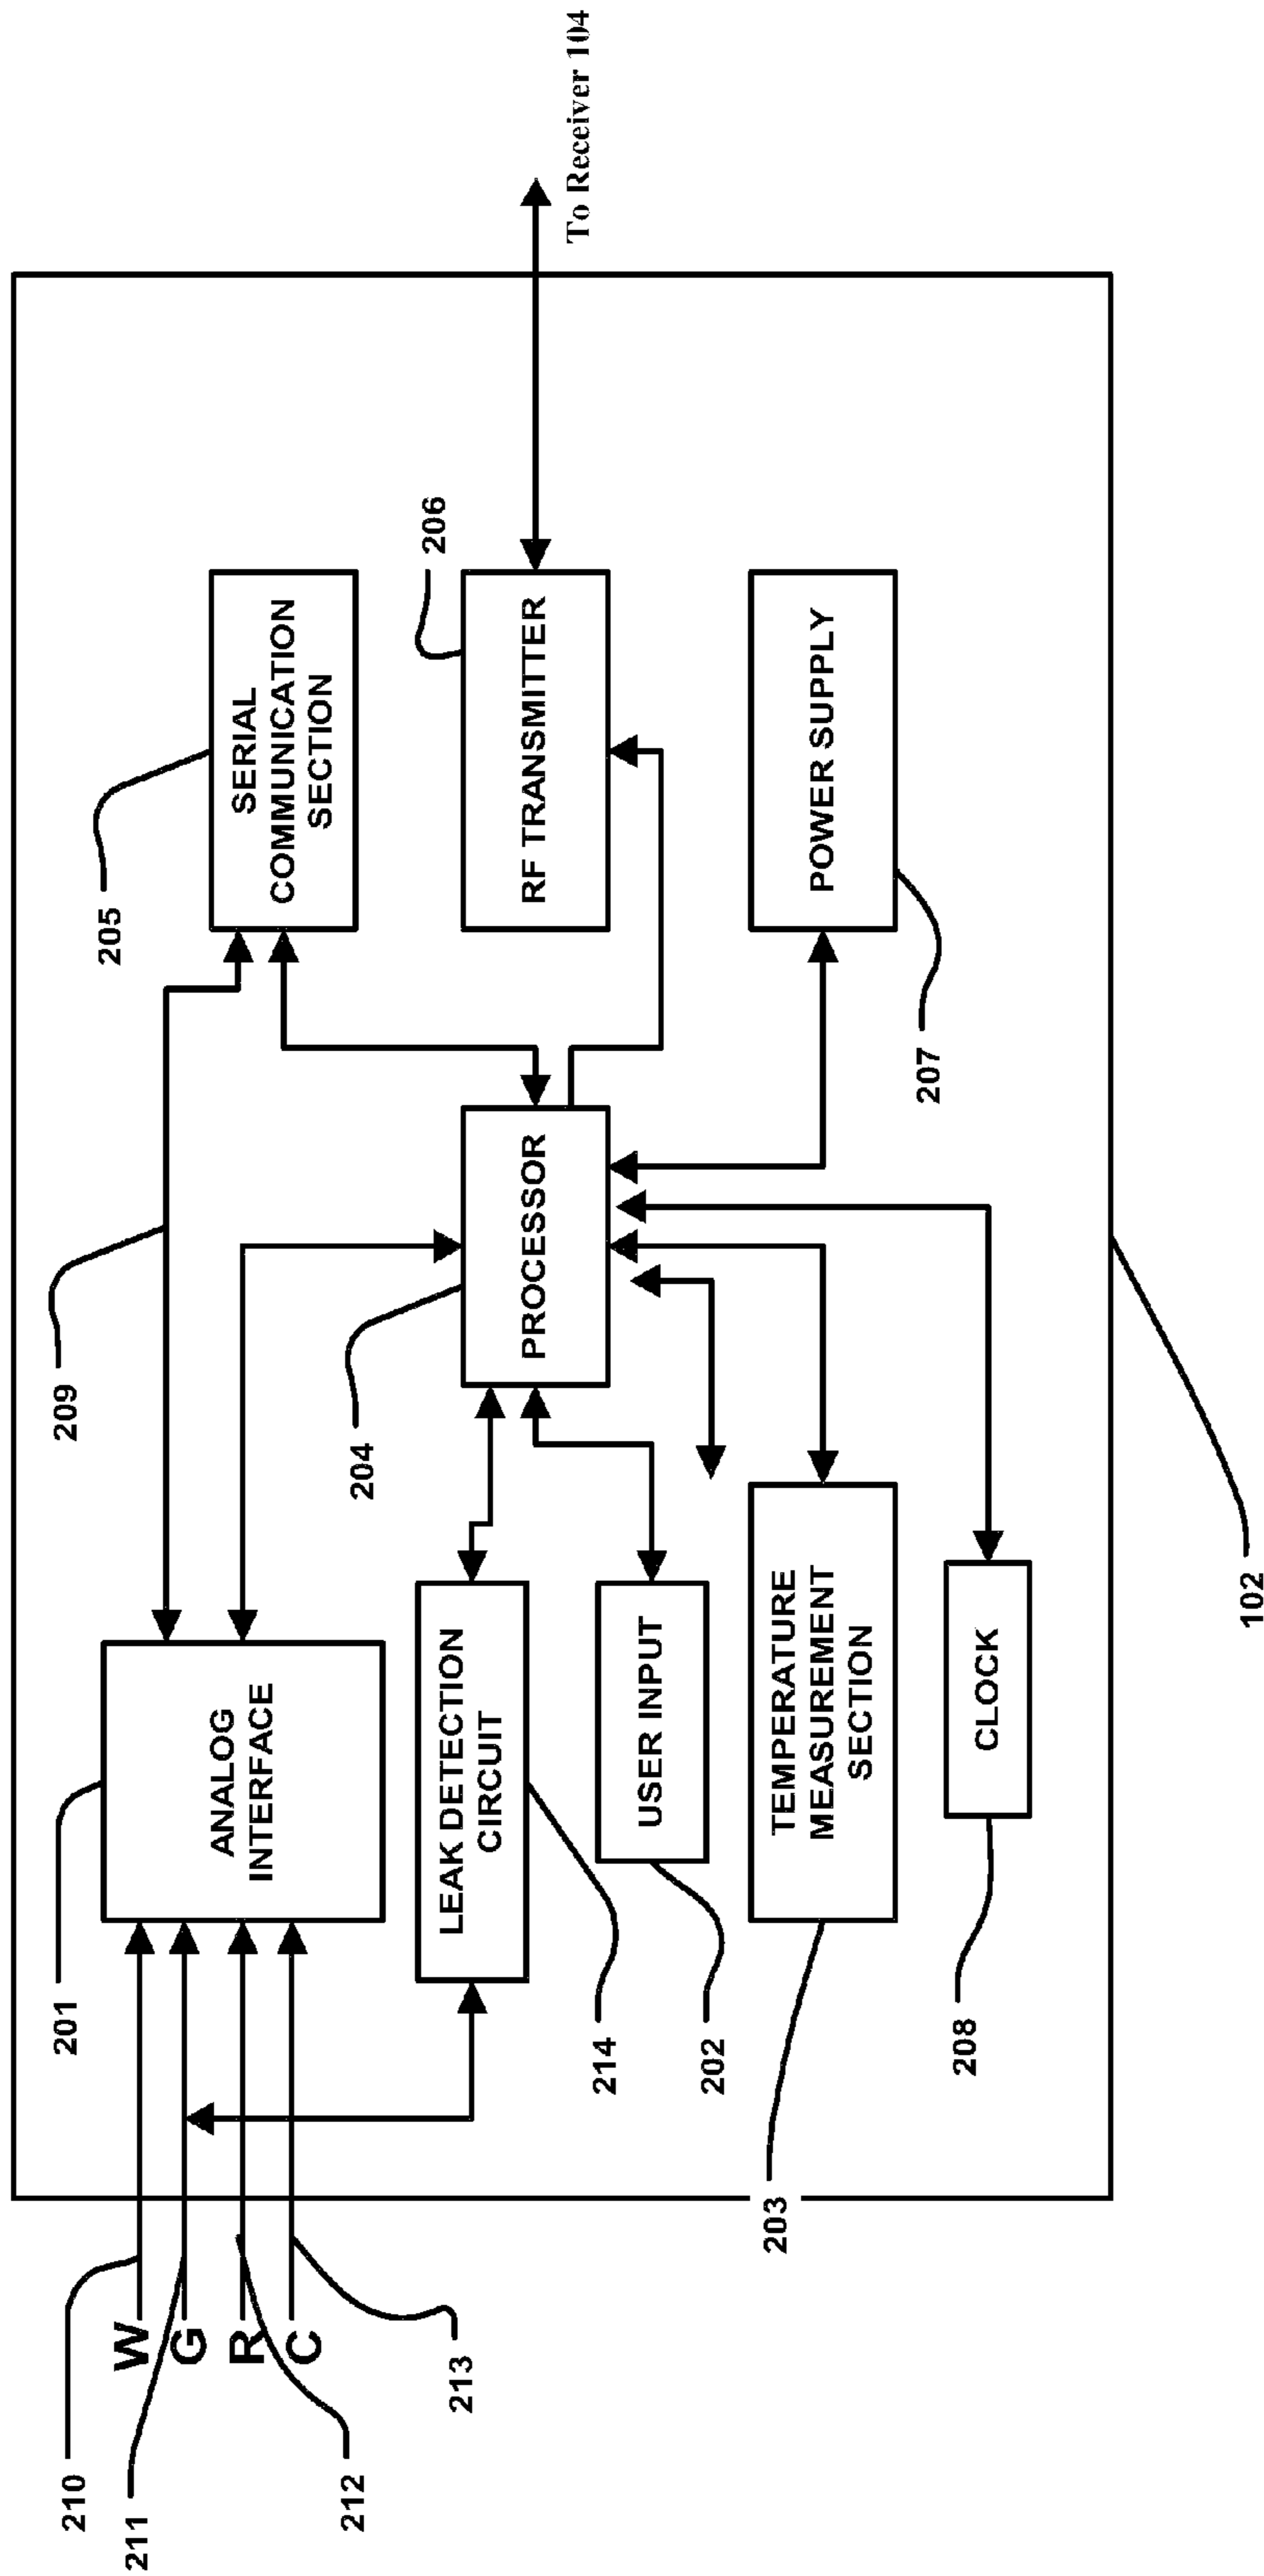 210
W
211
G
212
R
213
C
201
ANALOG
INTERFACE
209
205
SERIAL
COMMUNICATION
SECTION
214
LEAK DETECTION
CIRCUIT
204
PROCESSOR
206
RF TRANSMITTER
To Receiver 104
202
USER INPUT
203
TEMPERATURE
MEASUREMENT
SECTION
207
POWER SUPPLY
208
CLOCK
102